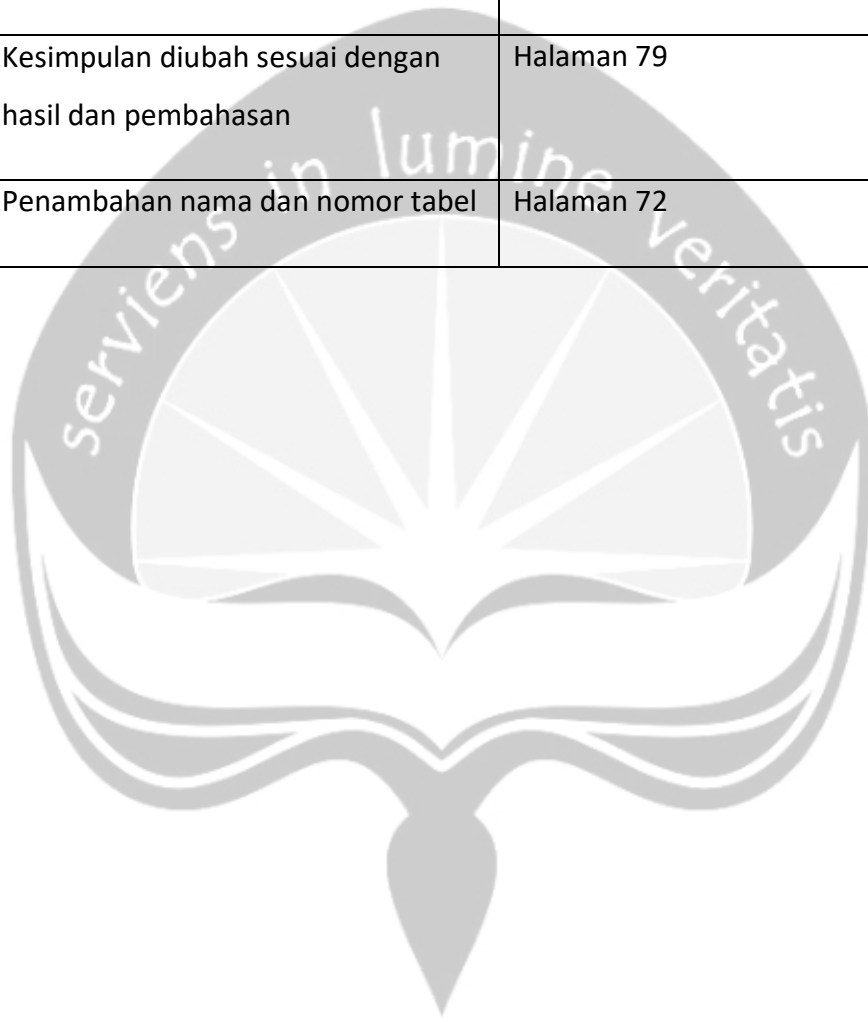 Kesimpulan diubah sesuai dengan
hasil dan pembahasan
Halaman 79
Penambahan nama dan nomor tabel
Halaman 72
serviens in lumine veritatis